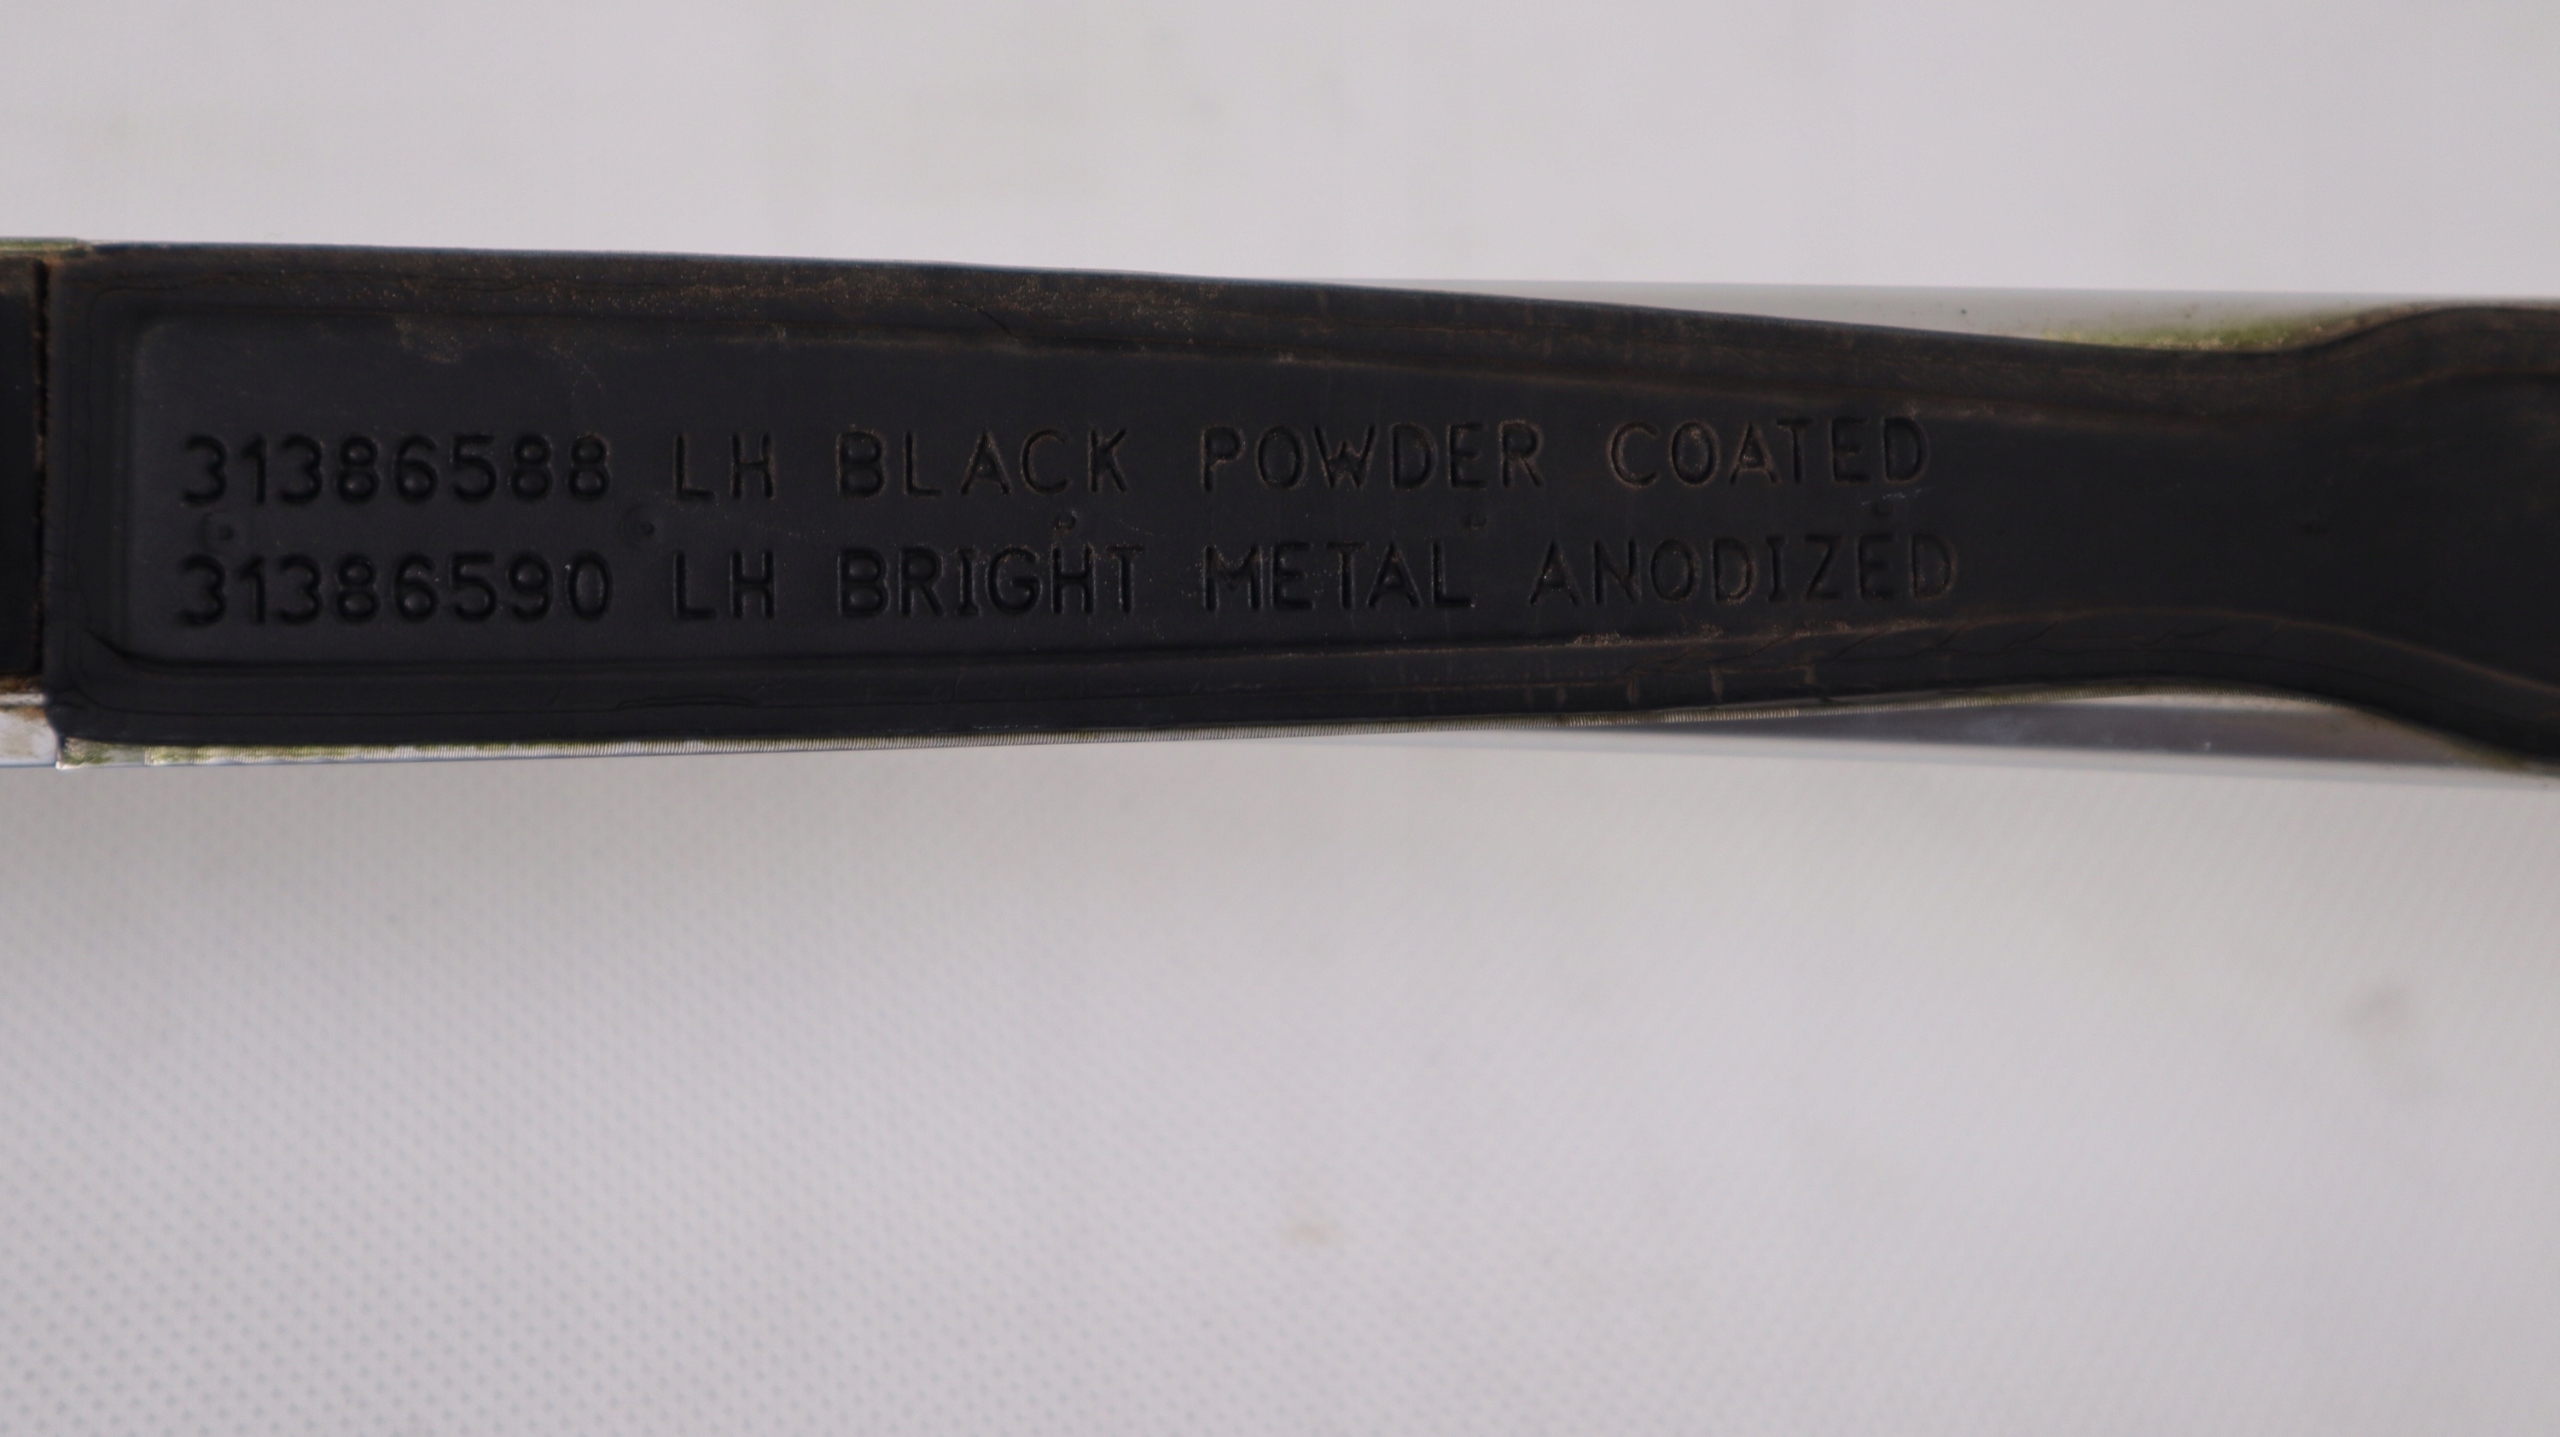 31386588 LH BLACK POWDER COATED
31386590 LH BRIGHT METAL ANODIZED